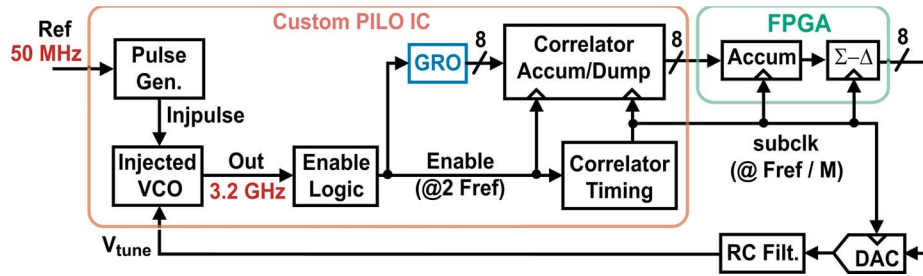 Custom PILO IC
FPGA
Ref
50 MHz
Pulse
Gen.
Injpulse
Injected
VCO
Out
3.2 GHz
Enable
Logic
GRO
8
Enable
(@2 Fref)
Correlator
Accum/Dump
8
Correlator
Timing
Accum
Σ−Δ
8
subclk
(@ Fref / M)
Vtune
RC Filt.
DAC